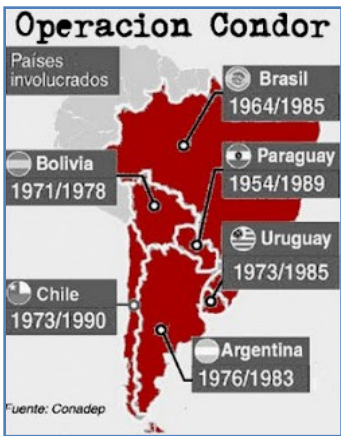 Operacion Condor
Países
involucrados
Brasil
1964/1985
Bolivia
1971/1978
Paraguay
1954/1989
Uruguay
1973/1985
Chile
1973/1990
Argentina
1976/1983
Fuente: Conadep